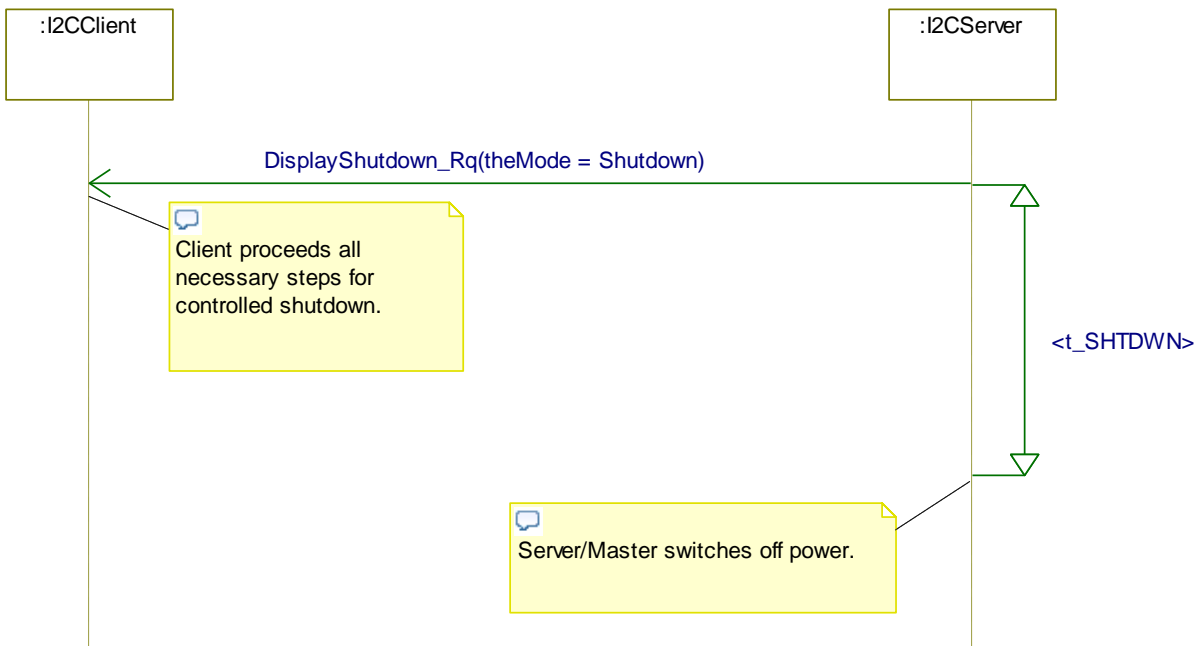 :I2CClient
:I2CServer
DisplayShutdown_Rq(theMode = Shutdown)
Client proceeds all
necessary steps for
controlled shutdown.
<t_SHTDWN>
Server/Master switches off power.